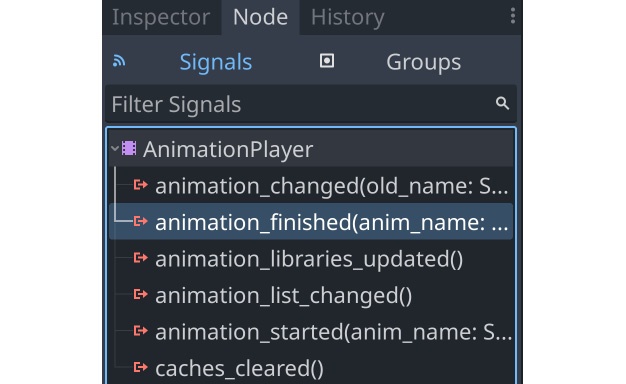 Inspector Node History
Signals Groups
Filter Signals
AnimationPlayer
animation_changed(old_name: S...
animation_finished(anim_name: ...
animation_libraries_updated()
animation_list_changed()
animation_started(anim_name: S...
caches_cleared()